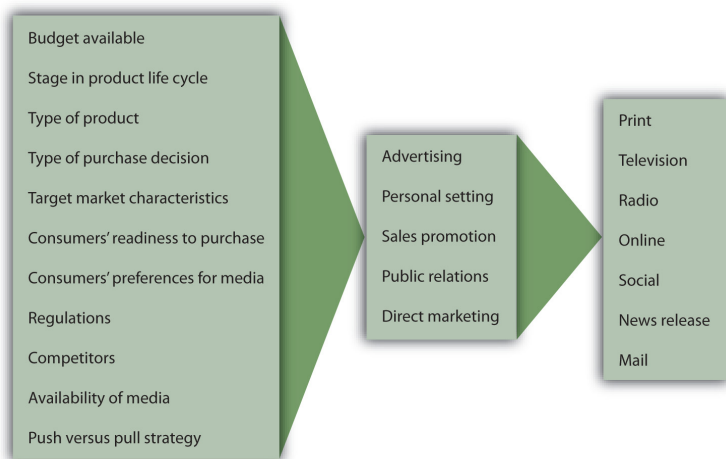 Budget available
Stage in product life cycle
Type of product
Type of purchase decision
Target market characteristics
Consumers' readiness to purchase
Consumers' preferences for media
Regulations
Competitors
Availability of media
Push versus pull strategy
Advertising
Personal setting
Sales promotion
Public relations
Direct marketing
Print
Television
Radio
Online
Social
News release
Mail